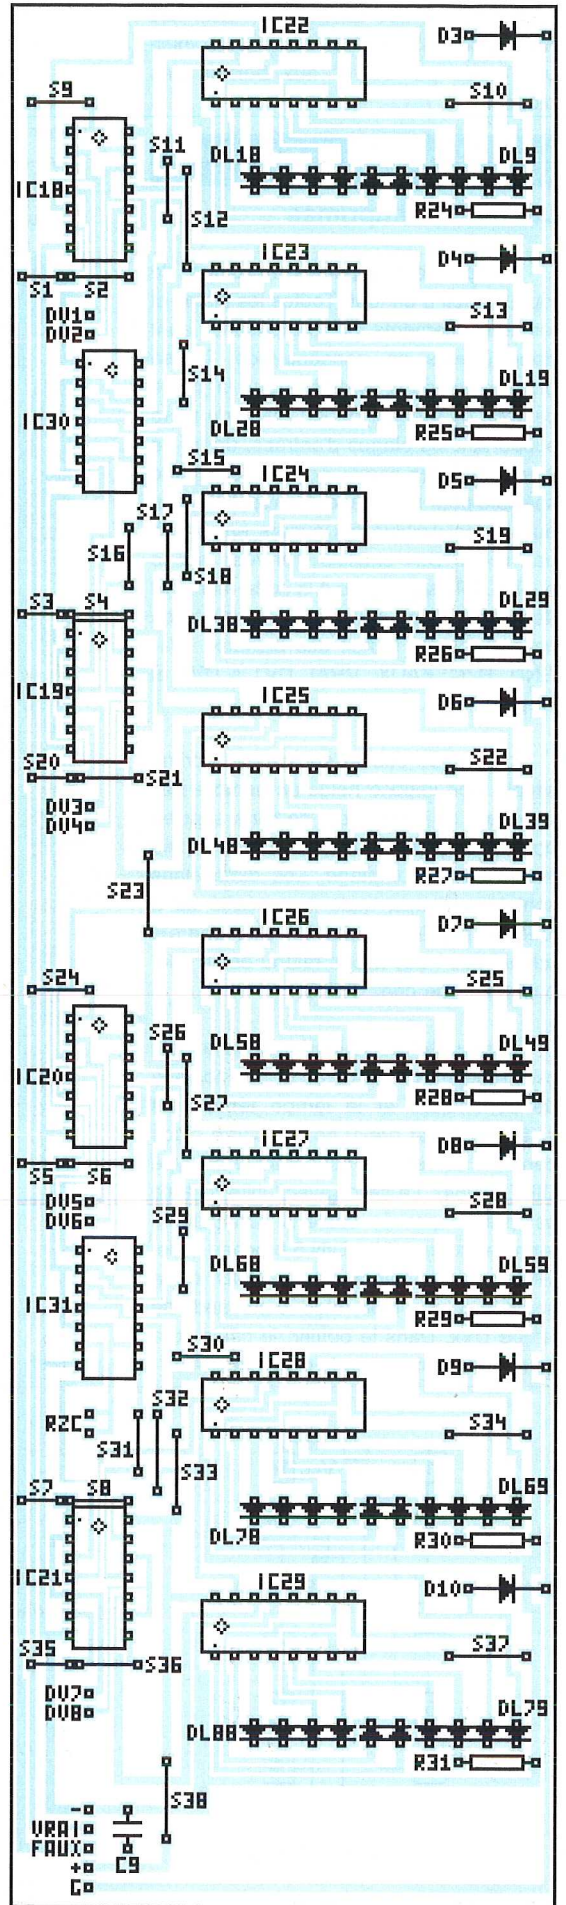 IC22
D3
S9
S10
S11
DL18
DL9
IC18
R24
S12
IC23
D4
S1 S2
S13
DV1
DV2
S14
DL19
IC30
DL28
R25
S15
IC24
D5
S17
S19
S16
S18
S3 S4
DL29
DL38
R26
IC19
IC25
D6
S20
S21
S22
DV3
DV4
DL39
DL48
R27
S23
IC26
D7
S24
S25
S26
DL58
DL49
IC20
R28
S27
IC27
D8
S5 S6
DV5
DV6
S28
S29
DL68
DL59
IC31
R29
S30
IC28
D9
S32
RZC
S31
S34
S33
S7 S8
DL69
DL78
R30
IC21
IC29
D10
S35
S36
S37
DV7
DV8
DL79
DL88
R31
S38
-
VRAI
FAUX
+
C9
G